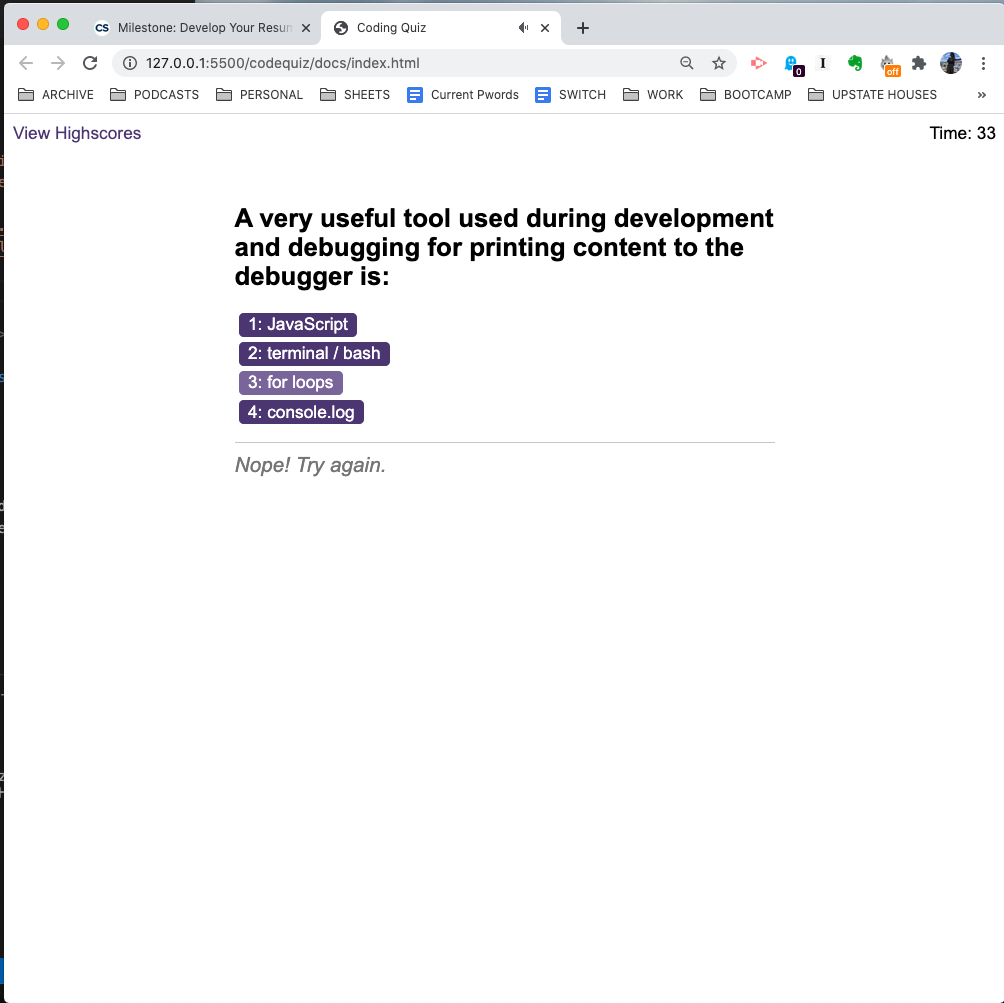 CS Milestone: Develop Your Resum
Coding Quiz
127.0.0.1:5500/codequiz/docs/index.html
0
I
off
ARCHIVE PODCASTS PERSONAL SHEETS Current Pwords SWITCH WORK BOOTCAMP UPSTATE HOUSES »
View Highscores
Time: 33
A very useful tool used during development
and debugging for printing content to the
debugger is:
1: JavaScript
2: terminal / bash
3: for loops
4: console.log
Nope! Try again.